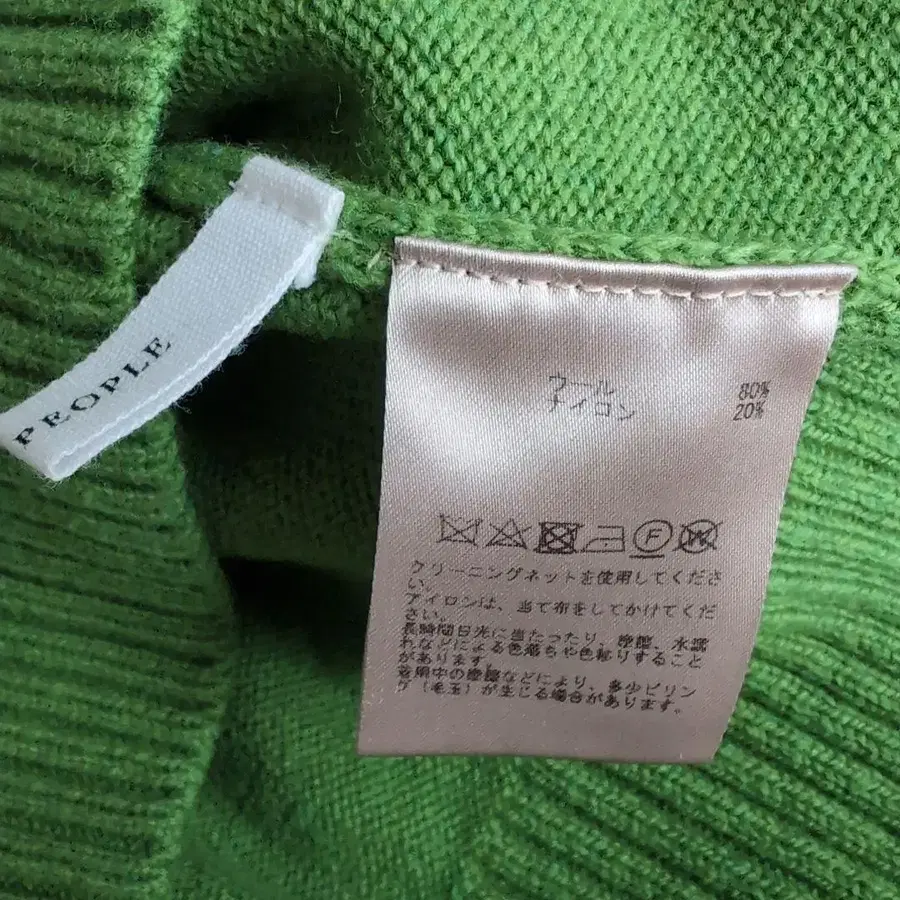 PEOPLE
ウール 80%
ナイロン 20%
F W
クリーニングネットを使用してくださ
い。
アイロンは、当て布をしてかけてくだ
さい。
長時間日光に当たったり、摩擦、水濡
れなどによる色落ちや色移りすること
があります。
着用中の摩擦などにより、多少ピリン
グ（毛玉）が生じる場合があります。